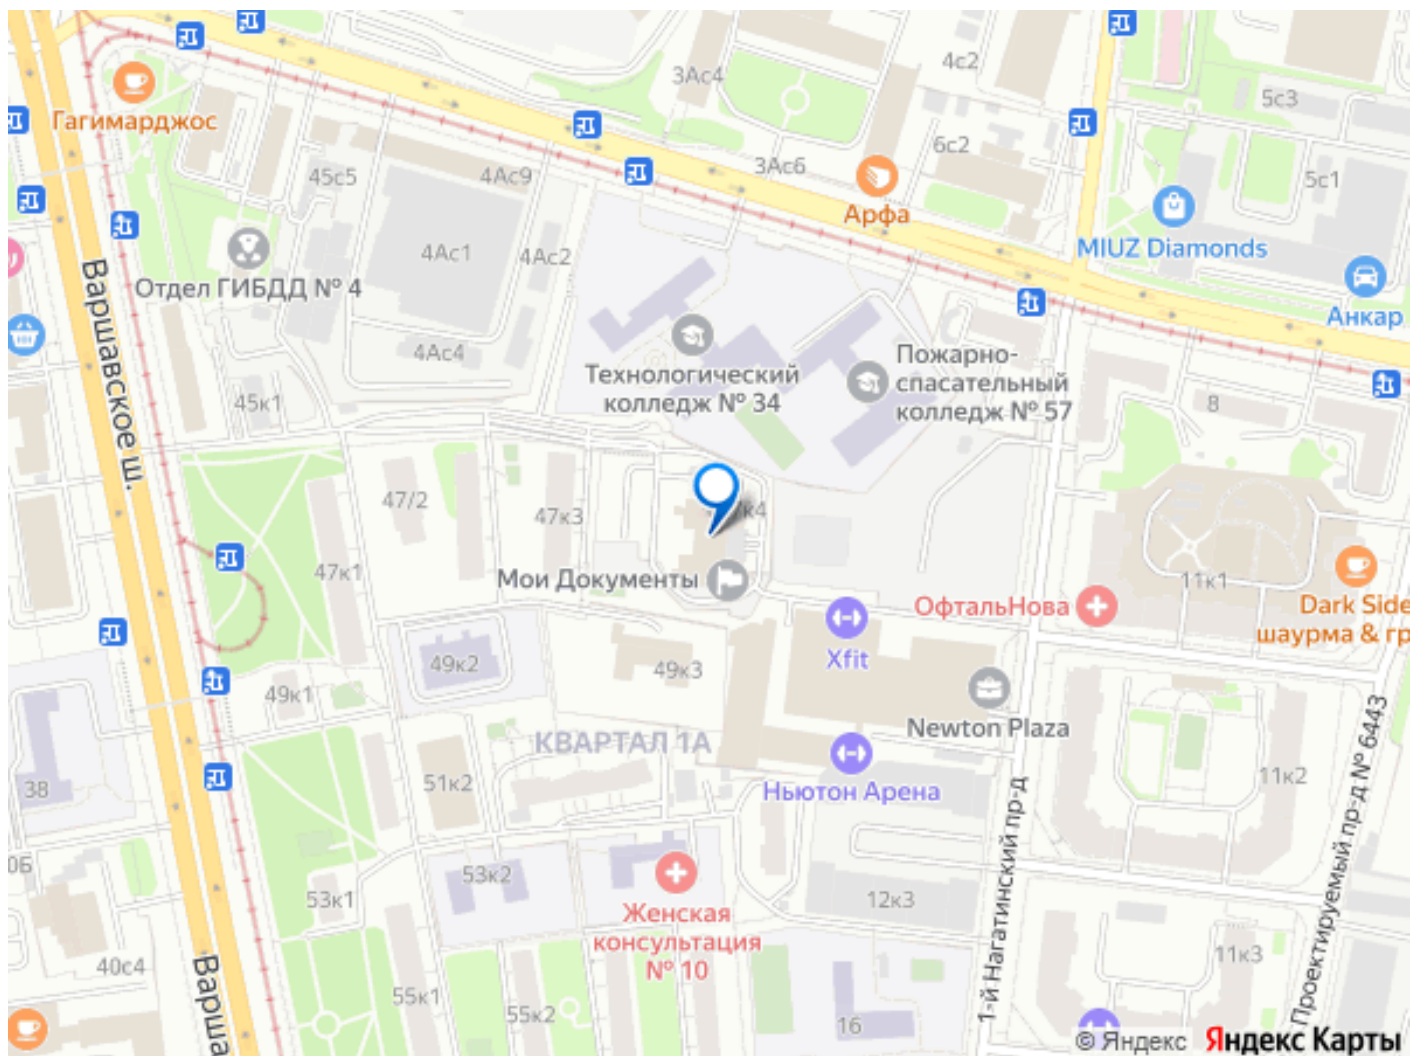 4с2
3Ас4
5с3
Гагимарджос
6с2
3Ас6
45с5
4Ас9
5с1
Арфа
MIUZ Diamonds
4Ас1
4Ас2
Отдел ГИБДД № 4
Варшавское ш.
Анкар
4Ас4
Технологический
колледж № 34
Пожарно-
спасательный
колледж № 57
45к1
8
47/2
47к3
к4
47к1
Мои Документы
11к1
ОфтальНова
Dark Side
шаурма & гр
49к2
49к3
Xfit
49к1
Newton Plaza
КВАРТАЛ 1А
51к2
38
11к2
Ньютон Арена
1-й Нагатинский пр-д
Проектируемый пр-д № 6443
53к2
53к1
12к3
Женская
консультация
№ 10
40с4
Варша
11к3
55к1
55к2
16
© Яндекс Яндекс Карты